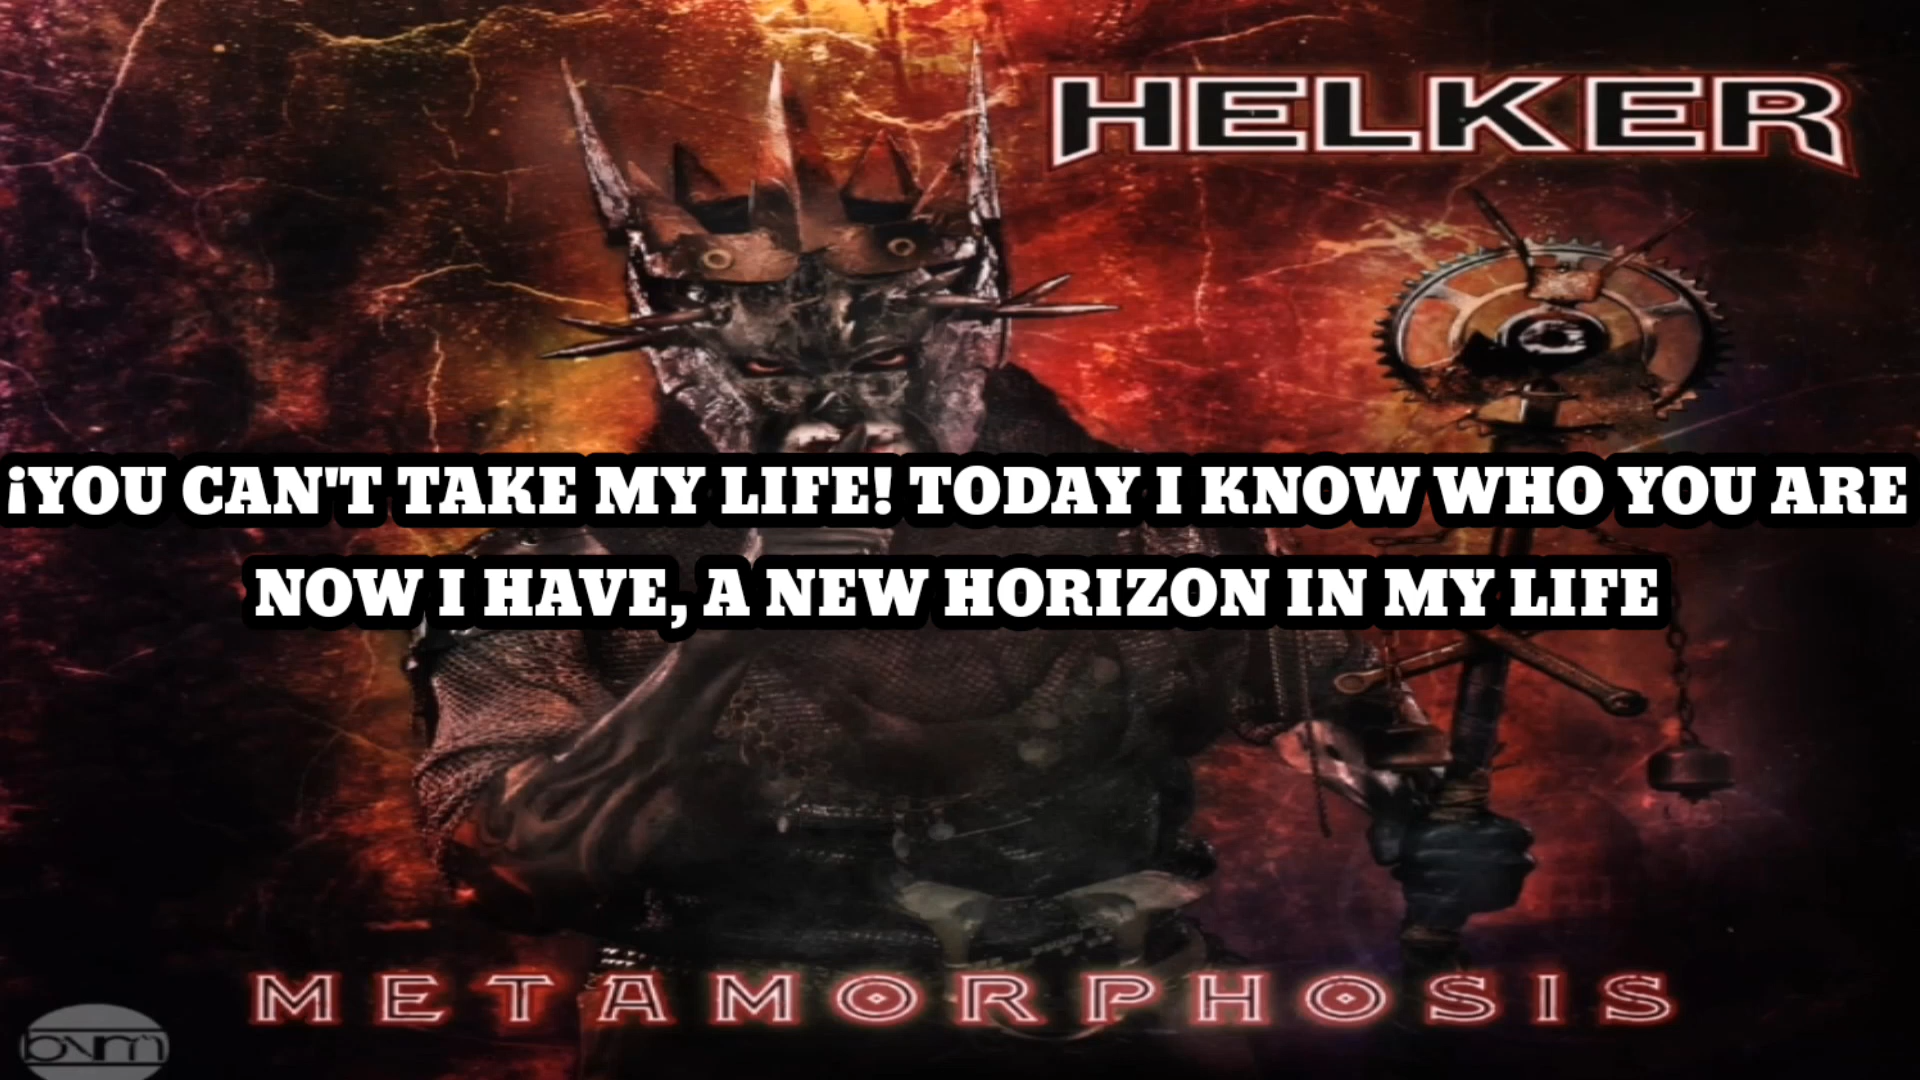 HELKER
¡YOU CAN'T TAKE MY LIFE! TODAY I KNOW WHO YOU ARE
NOW I HAVE, A NEW HORIZON IN MY LIFE
METAMORPHOSIS
bvm